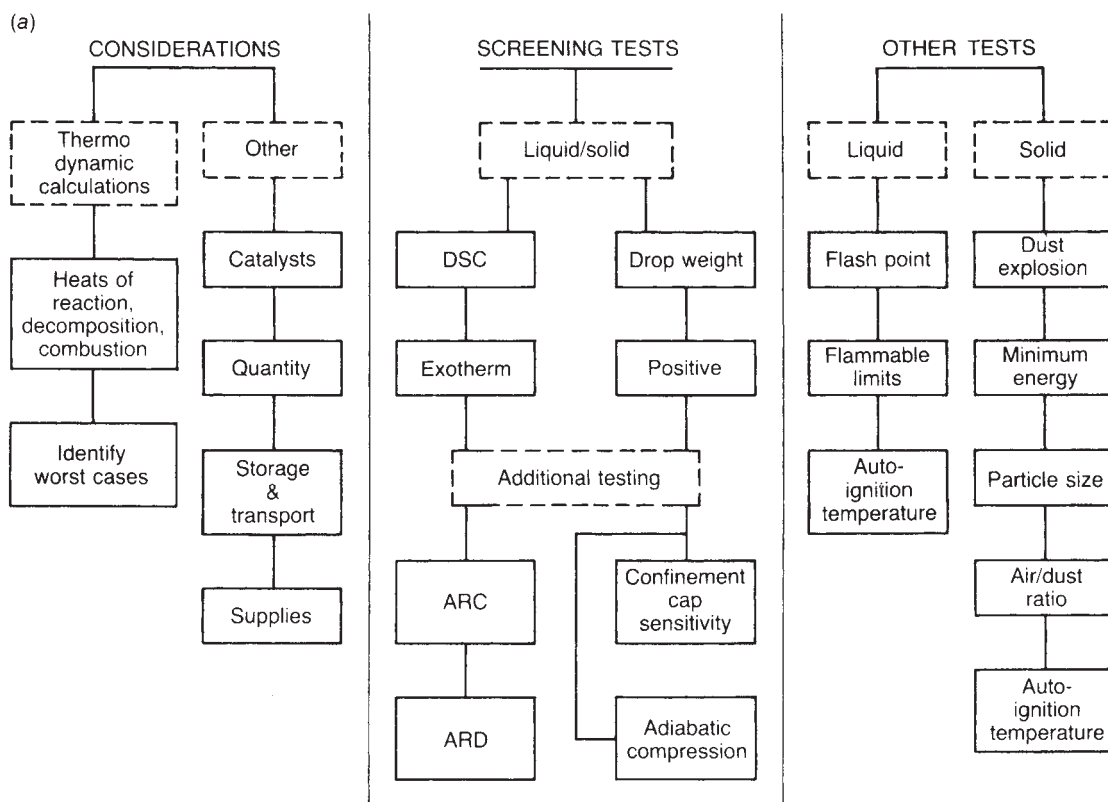 (a)
CONSIDERATIONS
Thermo
dynamic
calculations
Other
Heats of
reaction,
decomposition,
combustion
Identify
worst cases
Catalysts
Quantity
Storage
&
transport
Supplies
SCREENING TESTS
Liquid/solid
DSC
Drop weight
Exotherm
Positive
Additional testing
ARC
Confinement
cap
sensitivity
ARD
Adiabatic
compression
OTHER TESTS
Liquid
Solid
Flash point
Flammable
limits
Auto-
ignition
temperature
Dust
explosion
Minimum
energy
Particle size
Air/dust
ratio
Auto-
ignition
temperature